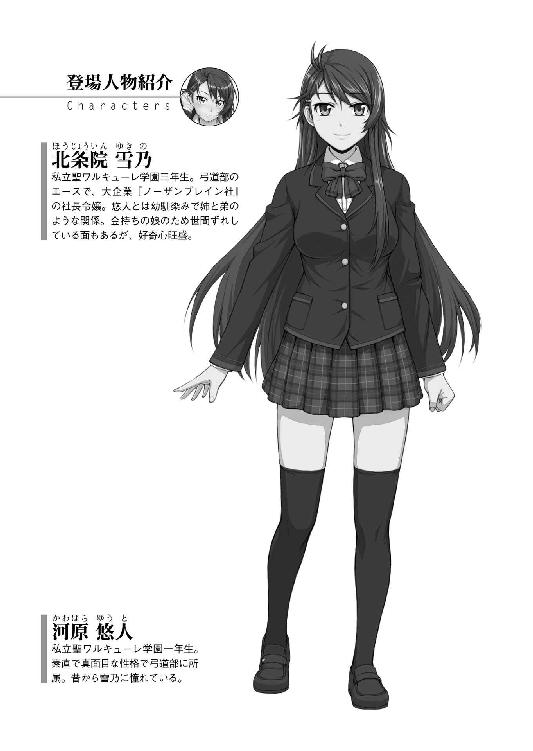 登場人物紹介
Characters
ほうじょういん ゆきの
北条院 雪乃
私立聖ワルキューレ学園三年生。弓道部の
エースで、大企業『ノーザンブレイン社』
の社長令嬢。悠人とは幼馴染みで姉と弟の
ような関係。金持ちの娘のため世間ずれし
ている面もあるが、好奇心旺盛。
かわはら ゆうと
河原 悠人
私立聖ワルキューレ学園一年生。
素直で真面目な性格で弓道部に所
属。昔から雪乃に憧れている。